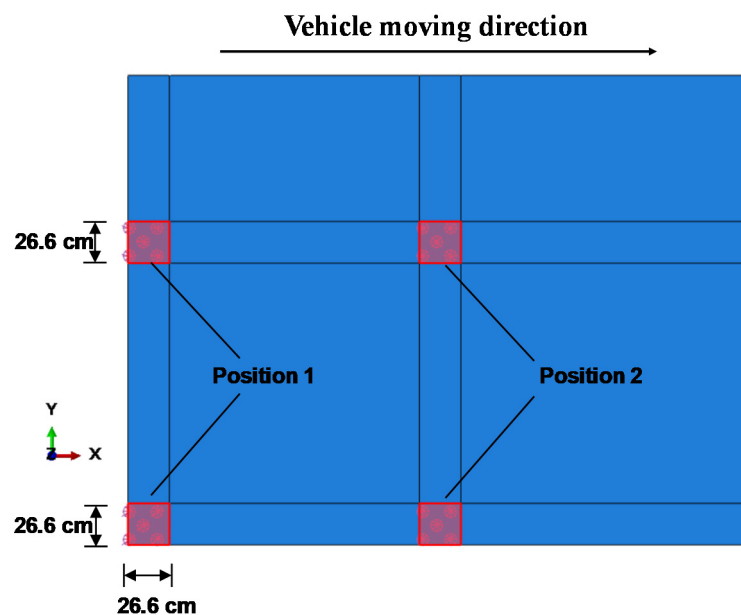 Vehicle moving direction
26.6 cm
Position 1
Position 2
Y
Z
X
26.6 cm
26.6 cm